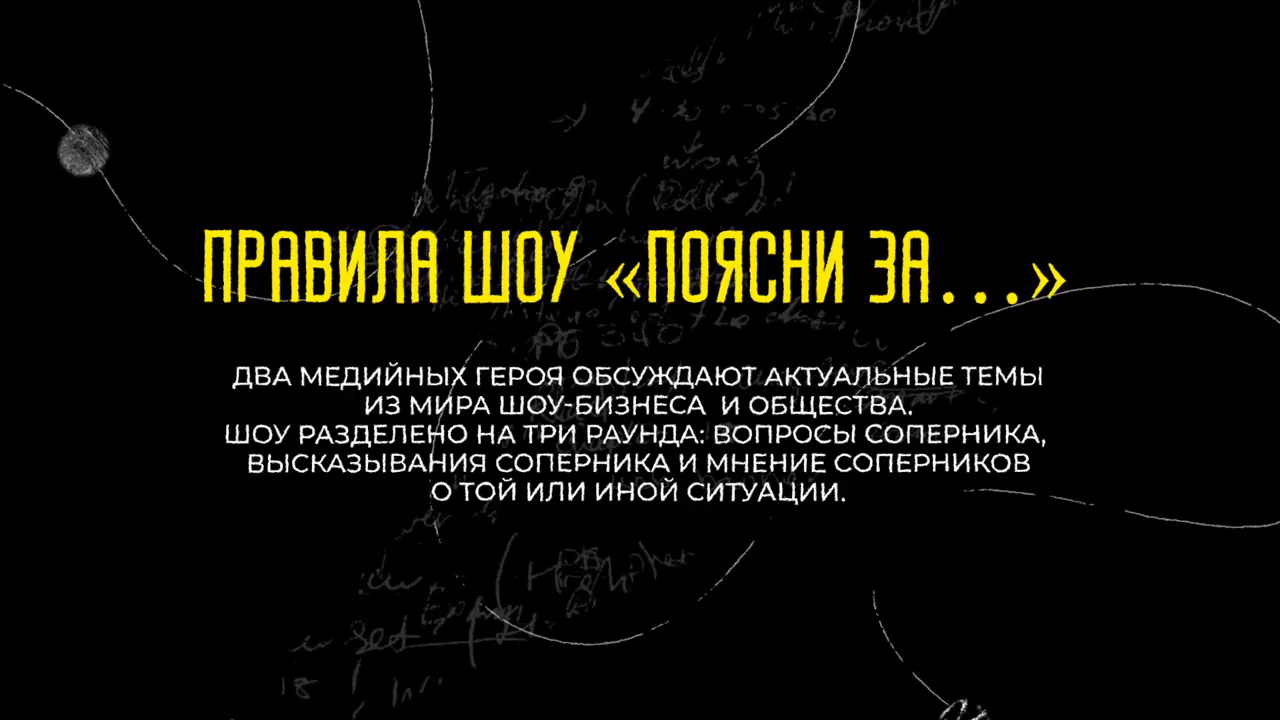 ПРАВИЛА ШОУ «ПОЯСНИ ЗА...»
ДВА МЕДИЙНЫХ ГЕРОЯ ОБСУЖДАЮТ АКТУАЛЬНЫЕ ТЕМЫ
ИЗ МИРА ШОУ-БИЗНЕСА И ОБЩЕСТВА.
ШОУ РАЗДЕЛЕНО НА ТРИ РАУНДА: ВОПРОСЫ СОПЕРНИКА,
ВЫСКАЗЫВАНИЯ СОПЕРНИКА И МНЕНИЕ СОПЕРНИКОВ
О ТОЙ ИЛИ ИНОЙ СИТУАЦИИ.